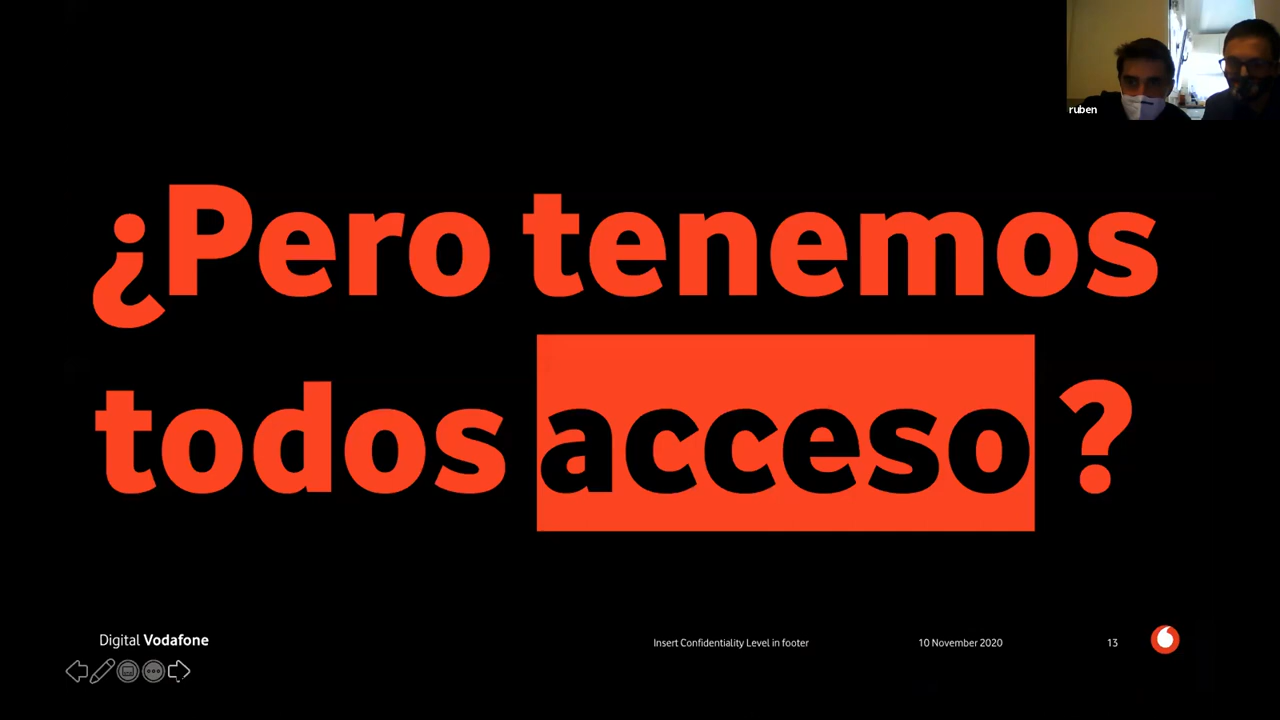 ruben
¿Pero tenemos
todos acceso ?
Digital Vodafone
Insert Confidentiality Level in footer
10 November 2020
13